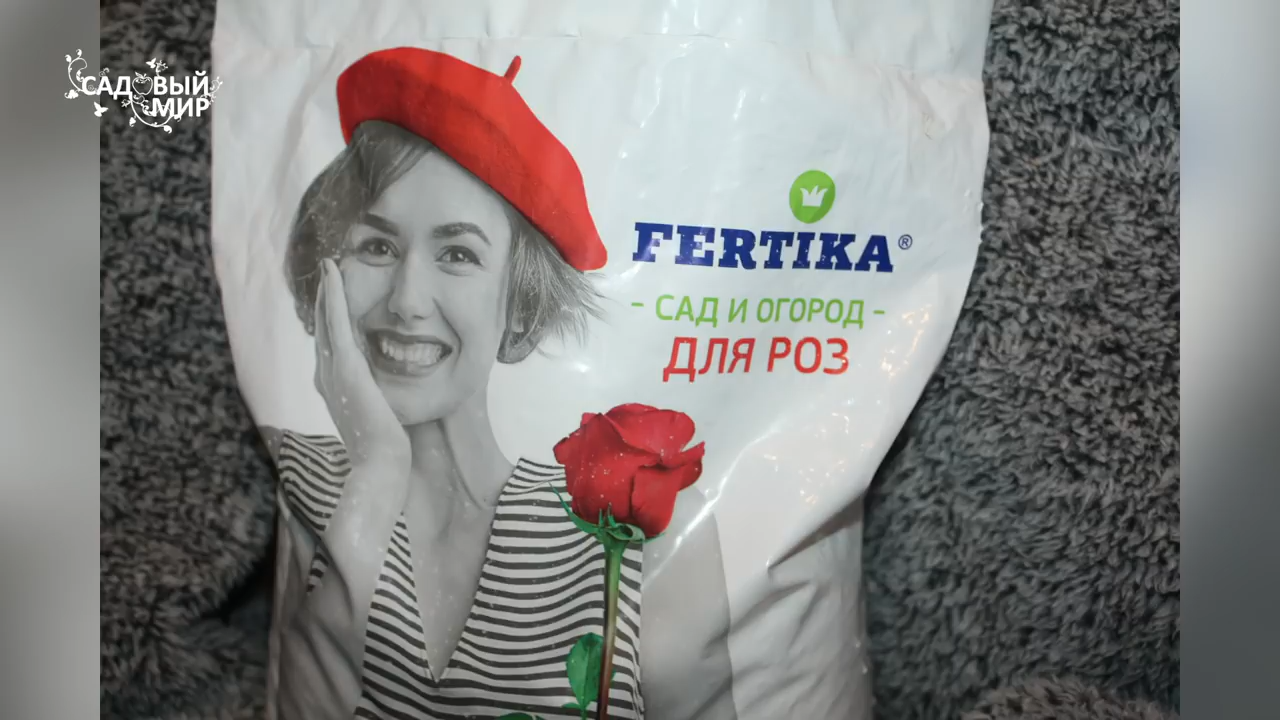 САДОВЫЙ
МИР
FERTIKA®
- САД И ОГОРОД -
ДЛЯ РОЗ